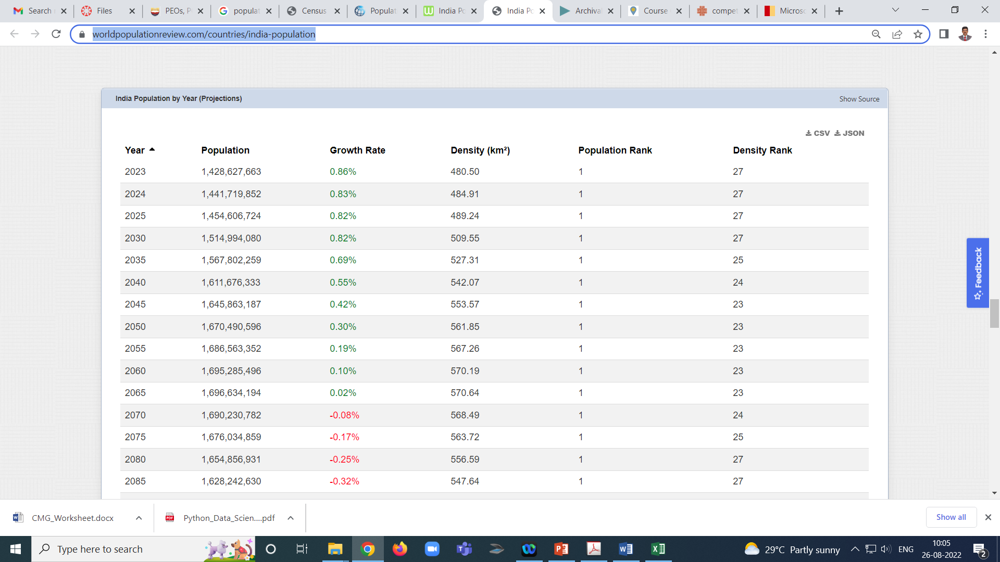 Search Files PEOs, P populat Census Populat India Po India Po Archival Course compet Microso
worldpopulationreview.com/countries/india-population
India Population by Year (Projections) Show Source
CSV JSON
Year Population Growth Rate Density (km²) Population Rank Density Rank
2023 1,428,627,663 0.86% 480.50 1 27
2024 1,441,719,852 0.83% 484.91 1 27
2025 1,454,606,724 0.82% 489.24 1 27
2030 1,514,994,080 0.82% 509.55 1 27
2035 1,567,802,259 0.69% 527.31 1 25
2040 1,611,676,333 0.55% 542.07 1 24
2045 1,645,863,187 0.42% 553.57 1 23
2050 1,670,490,596 0.30% 561.85 1 23
2055 1,686,563,352 0.19% 567.26 1 23
2060 1,695,285,496 0.10% 570.19 1 23
2065 1,696,634,194 0.02% 570.64 1 23
2070 1,690,230,782 -0.08% 568.49 1 24
2075 1,676,034,859 -0.17% 563.72 1 25
2080 1,654,856,931 -0.25% 556.59 1 27
2085 1,628,242,630 -0.32% 547.64 1 27
Feedback
CMG_Worksheet.docx Python_Data_Scien....pdf Show all
Type here to search 29°C Partly sunny ENG 10:05
26-08-2022 2